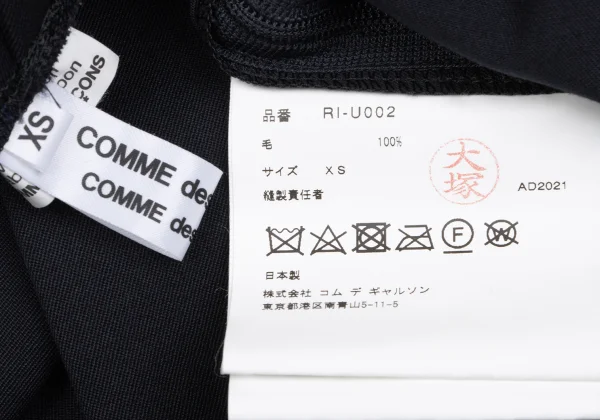 SNOS
XS
COMME des
COMME des
品番 RI-U002
毛 100%
サイズ XS
縫製責任者
大塚
AD2021
F
W
日本製
株式会社 コム デ ギャルソン
東京都港区南青山5-11-5